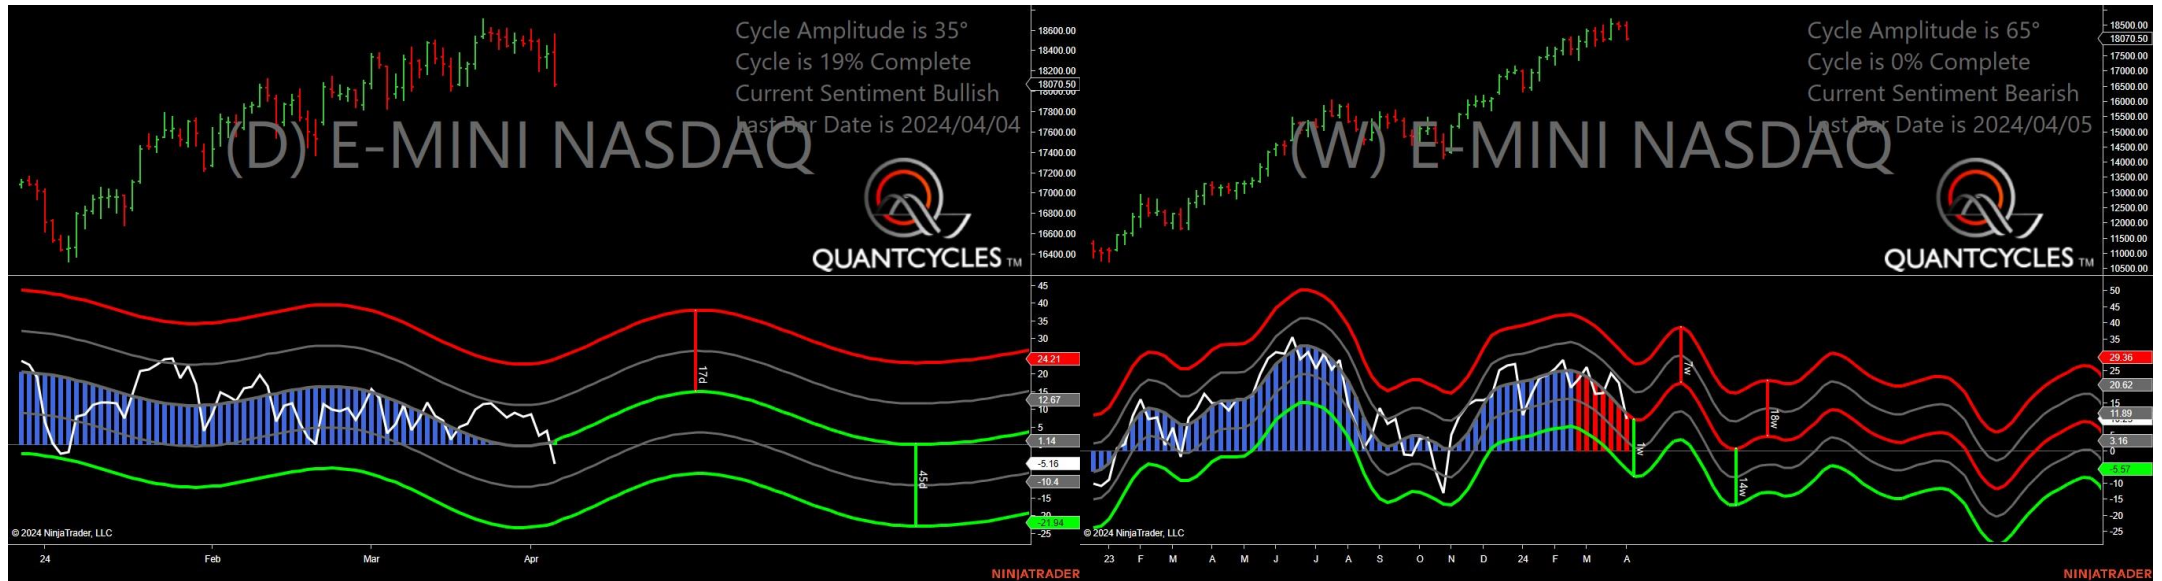 Cycle Amplitude is 35°
Cycle is 19% Complete
Current Sentiment Bullish
Last Bar Date is 2024/04/04
(D) E-MINI NASDAQ
QUANTCYCLES TM
18600.00
18400.00
18200.00
18070.50
18000.00
17800.00
17600.00
17400.00
17200.00
17000.00
16800.00
16600.00
16400.00
45
40
35
30
24.21
20
15
12.67
10
5
1.14
-5.16
-10.4
-15
-20
-21.94
-25
17d
45d
© 2024 NinjaTrader, LLC
24 Feb Mar Apr
NINJATRADER
Cycle Amplitude is 65°
Cycle is 0% Complete
Current Sentiment Bearish
Last Bar Date is 2024/04/05
(W) E-MINI NASDAQ
QUANTCYCLES TM
18500.00
18070.50
17500.00
17000.00
16500.00
16000.00
15500.00
15000.00
14500.00
14000.00
13500.00
13000.00
12500.00
12000.00
11500.00
11000.00
10500.00
50
45
40
35
29.36
25
20.62
15
11.89
3.16
0
-5.57
-10
-15
-20
-25
7w
18w
1w
14w
© 2024 NinjaTrader, LLC
23 F M A M J J A S O N D 24 F M A
NINJATRADER